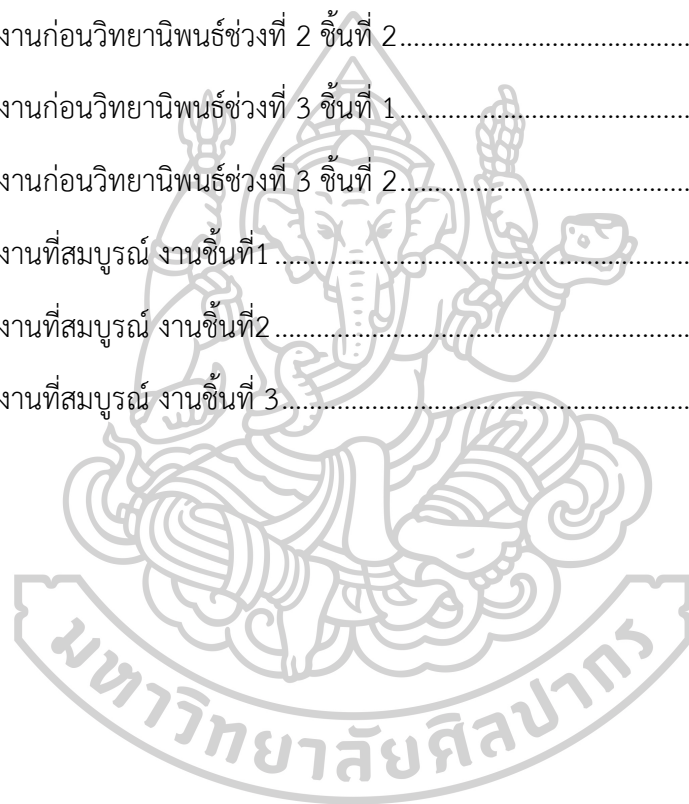 งานก่อนวิทยานิพนธ์ช่วงที่ 2 ชิ้นที่ 2.......................................
งานก่อนวิทยานิพนธ์ช่วงที่ 3 ชิ้นที่ 1.......................................
งานก่อนวิทยานิพนธ์ช่วงที่ 3 ชิ้นที่ 2.......................................
งานที่สมบูรณ์ งานชิ้นที่1.......................................................
งานที่สมบูรณ์ งานชิ้นที่2.......................................................
งานที่สมบูรณ์ งานชิ้นที่ 3......................................................
มหาวิทยาลัยศิลปากร